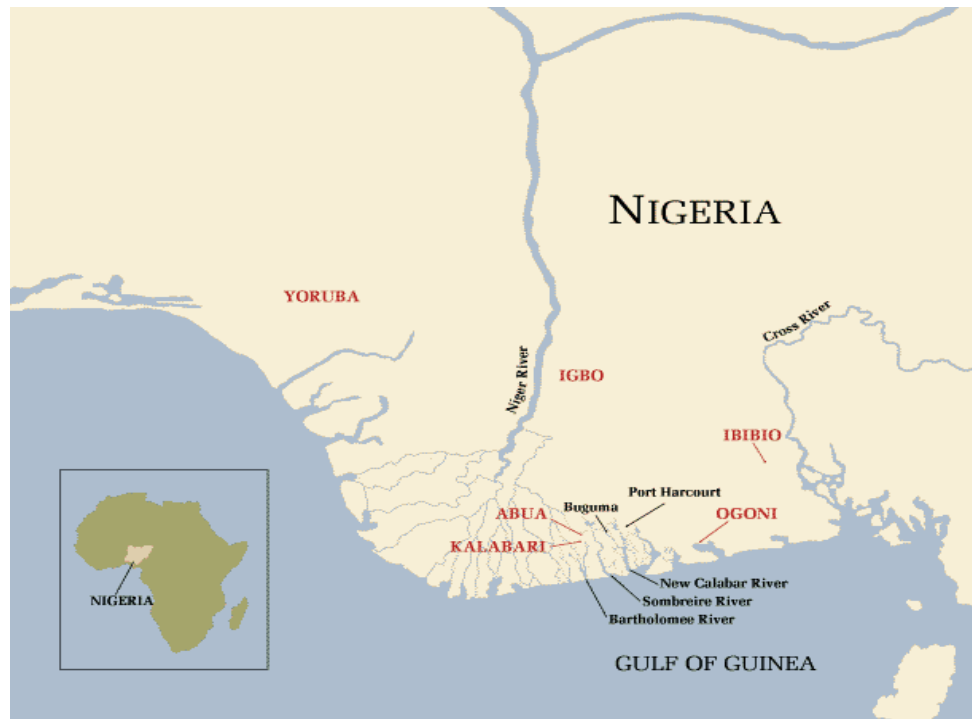 NIGERIA
YORUBA
Cross River
Niger River
IGBO
IBIBIO
Port Harcourt
Buguma
ABUA
OGONI
KALABARI
New Calabar River
Sombreire River
Bartholomee River
NIGERIA
GULF OF GUINEA